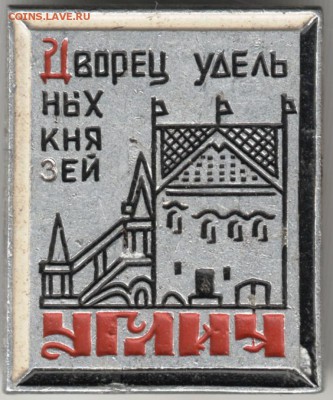 COINS.LAVE.RU
Дворец удель
ных
кня
зей
УГЛИЧ